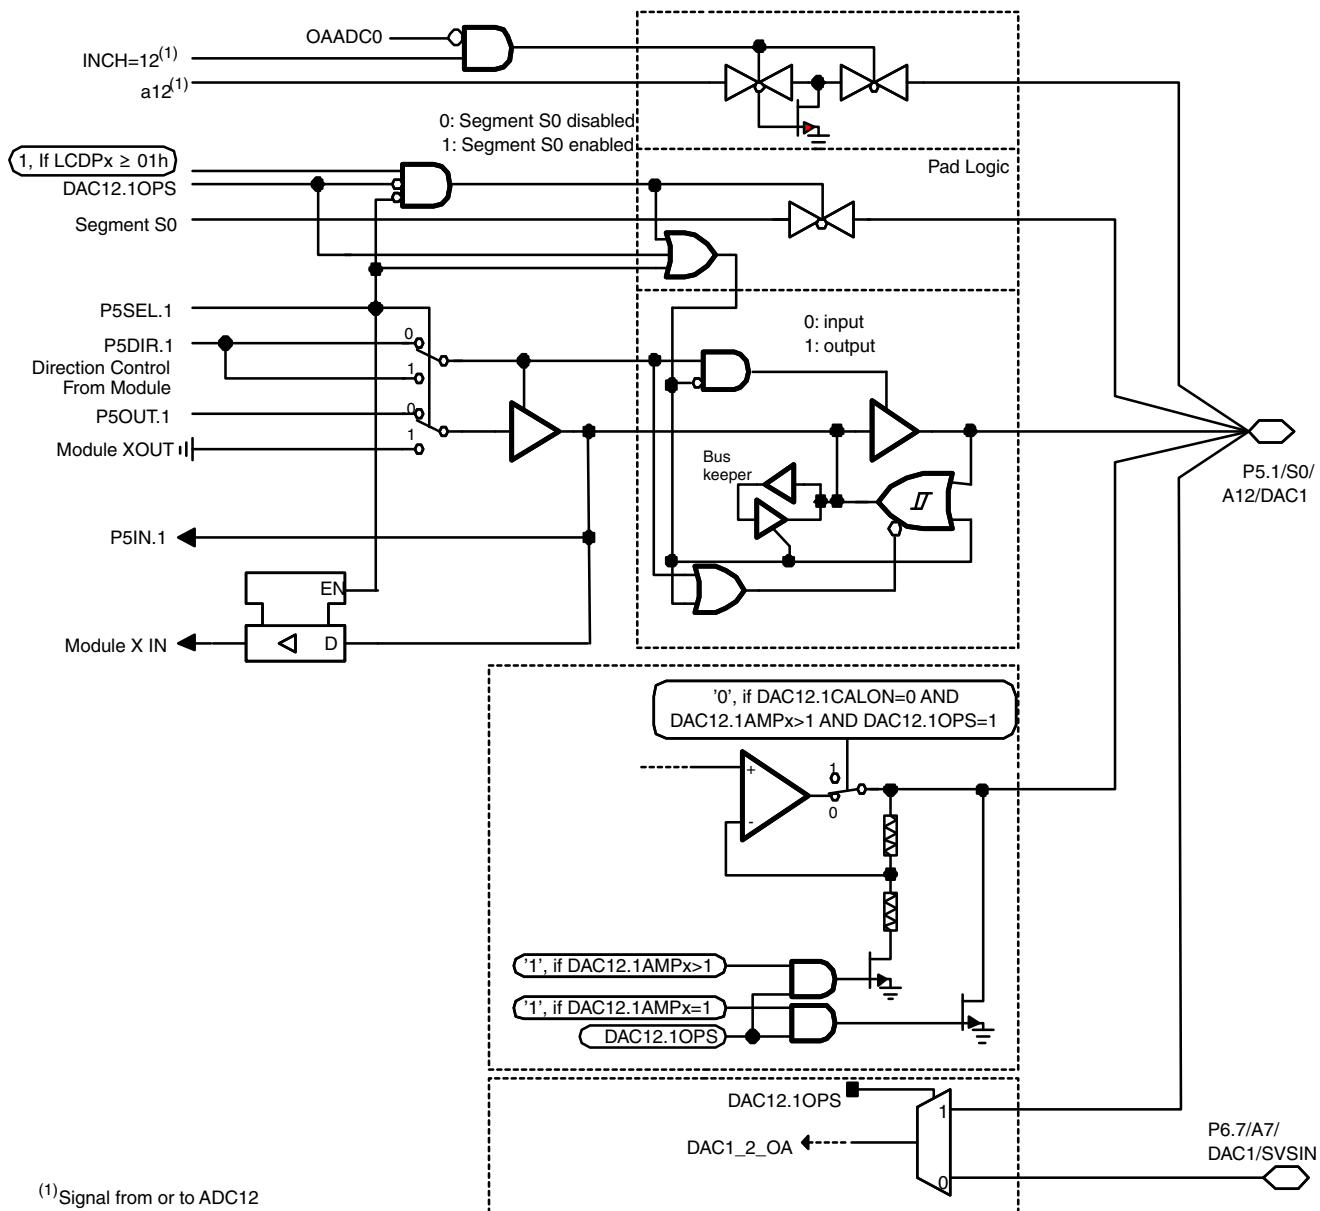 OAADC0
INCH=12(1)
a12(1)
0: Segment S0 disabled
1: Segment S0 enabled
1, If LCDPx ≥ 01h
Pad Logic
DAC12.1OPS
Segment S0
P5SEL.1
0: input
1: output
P5DIR.1
0
Direction Control
From Module
1
P5OUT.1
0
Module XOUT
1
Bus
keeper
P5.1/S0/
A12/DAC1
P5IN.1
EN
Module X IN
D
'0', if DAC12.1CALON=0 AND
DAC12.1AMPx>1 AND DAC12.1OPS=1
+
1
-
0
'1', if DAC12.1AMPx>1
'1', if DAC12.1AMPx=1
DAC12.1OPS
DAC12.1OPS
1
DAC1_2_OA
0
P6.7/A7/
DAC1/SVSIN
(1)Signal from or to ADC12